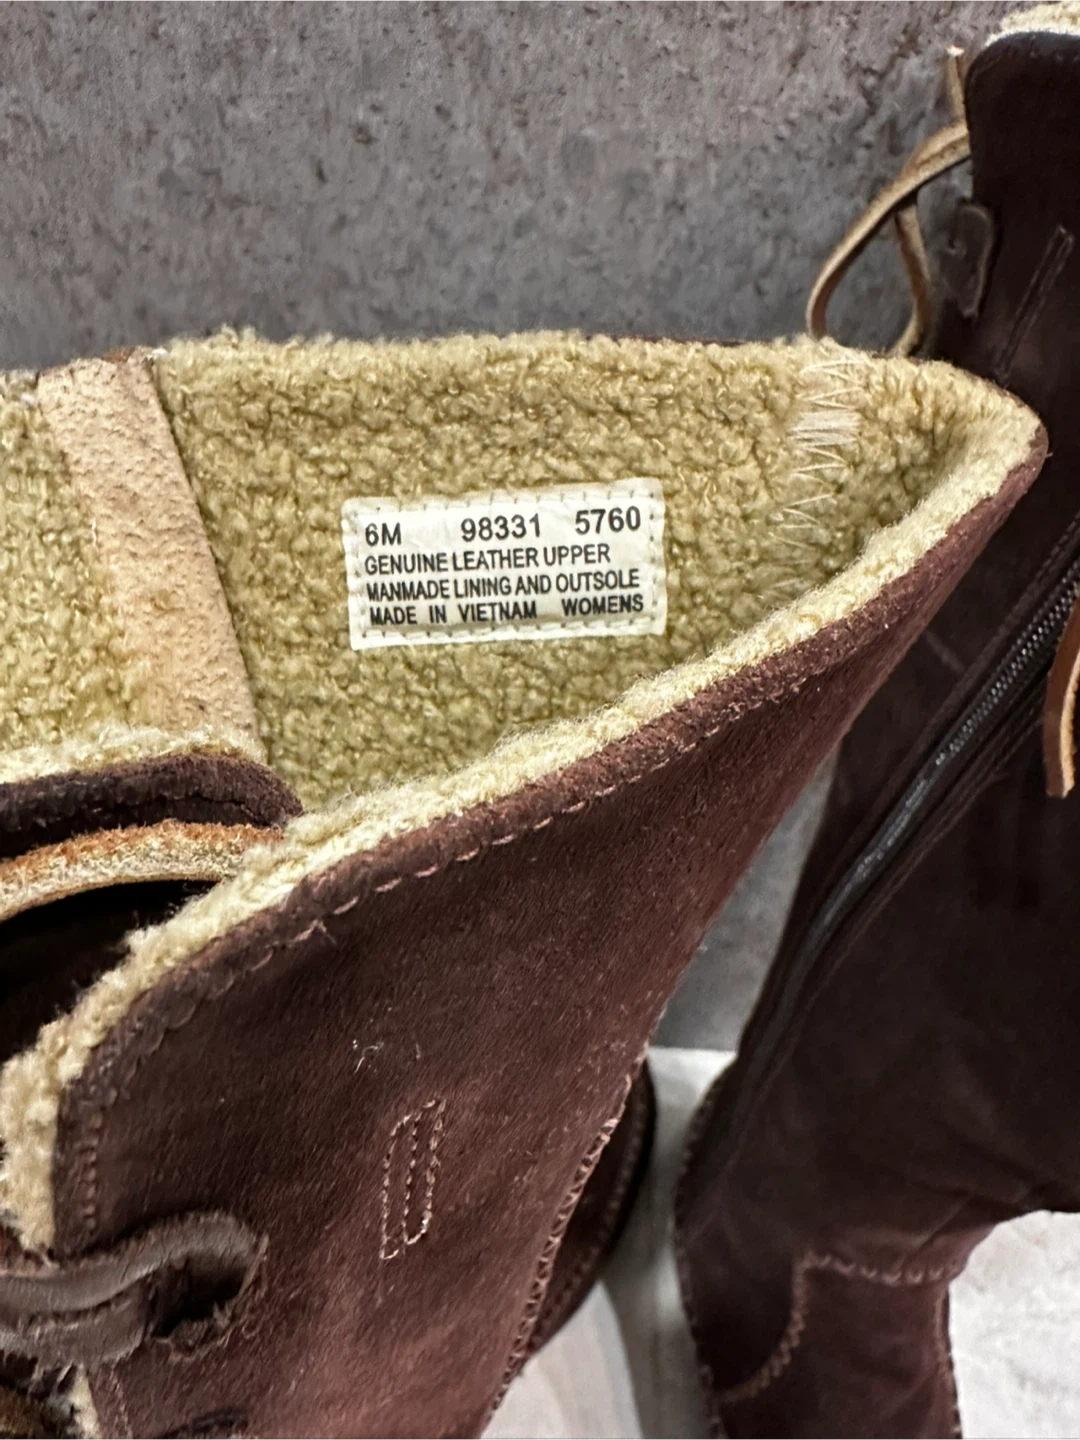 6M 98331 5760
GENUINE LEATHER UPPER
MANMADE LINING AND OUTSOLE
MADE IN VIETNAM WOMENS